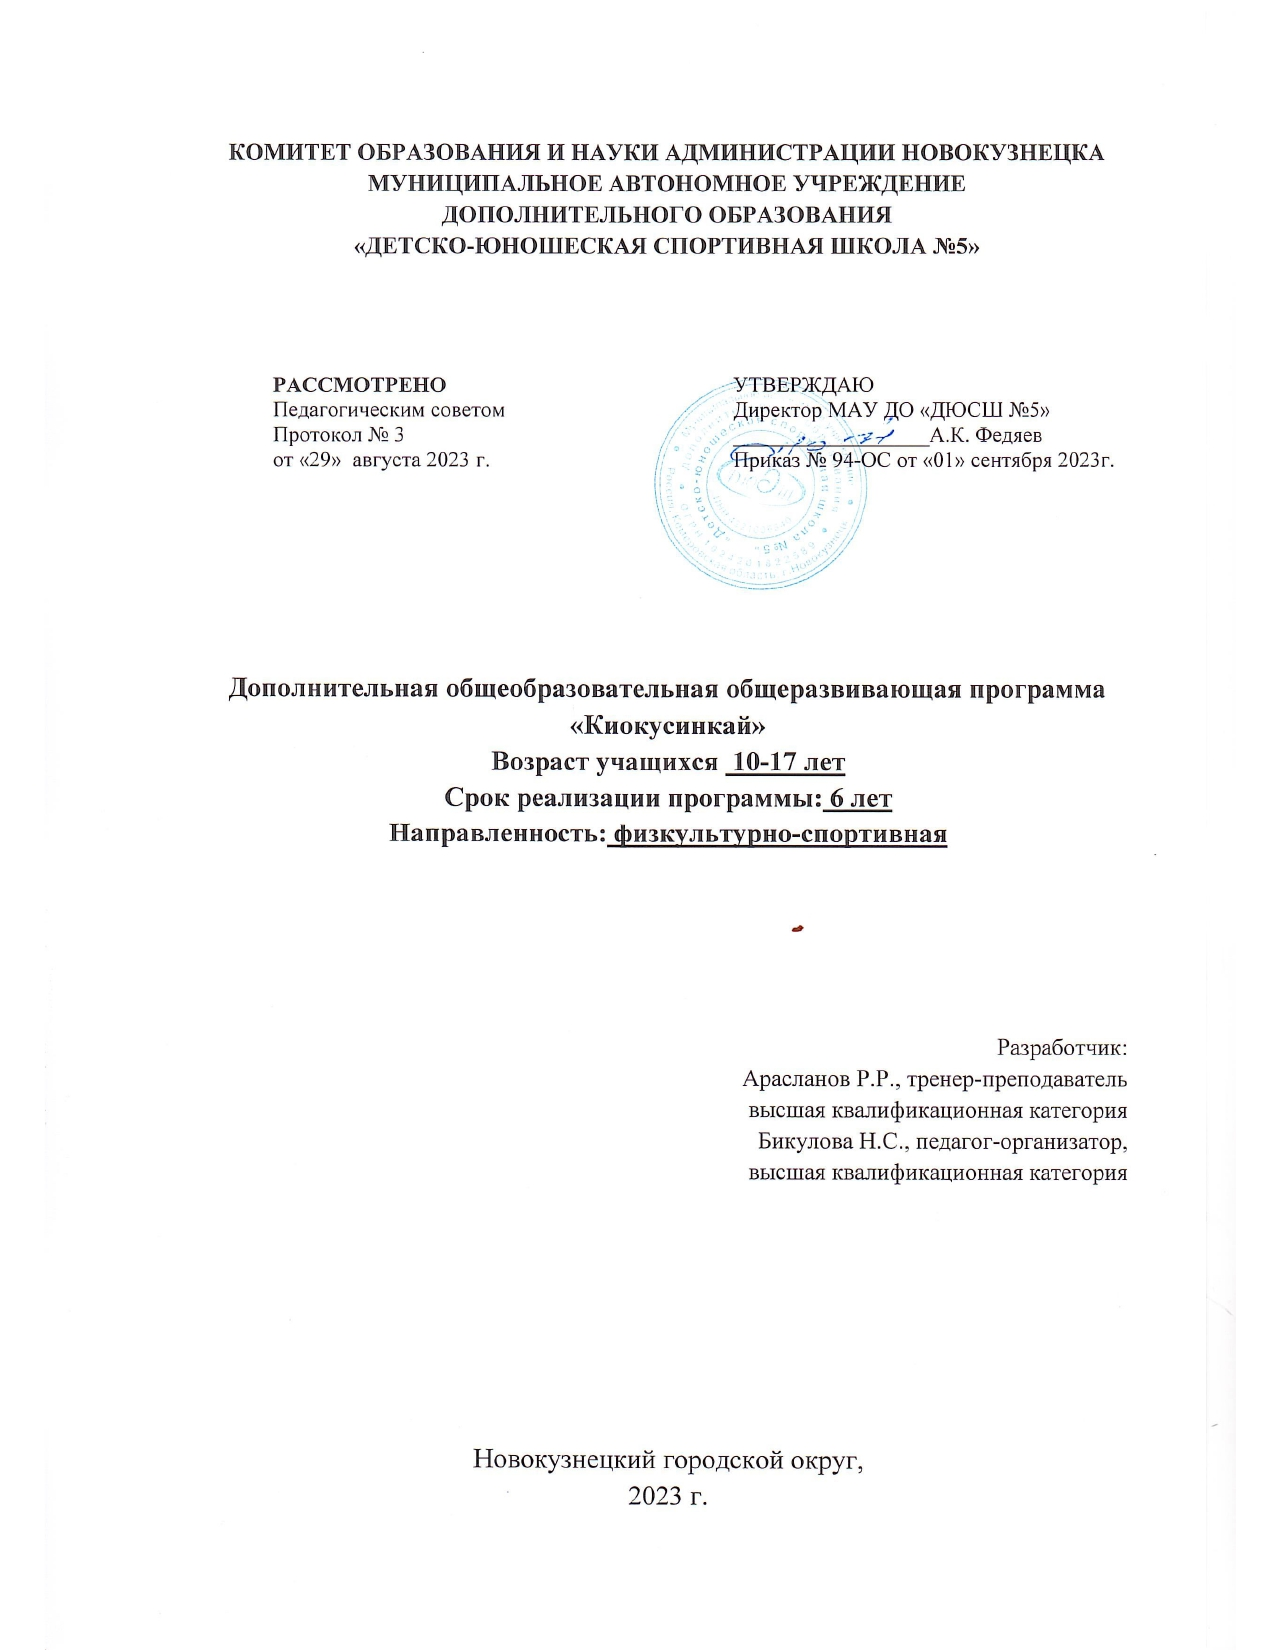 КОМИТЕТ ОБРАЗОВАНИЯ И НАУКИ АДМИНИСТРАЦИИ НОВОКУЗНЕЦКА
МУНИЦИПАЛЬНОЕ АВТОНОМНОЕ УЧРЕЖДЕНИЕ
ДОПОЛНИТЕЛЬНОГО ОБРАЗОВАНИЯ
«ДЕТСКО-ЮНОШЕСКАЯ СПОРТИВНАЯ ШКОЛА №5»
РАССМОТРЕНО
Педагогическим советом
Протокол № 3
от «29» августа 2023 г.
УТВЕРЖДАЮ
Директор МАУ ДО «ДЮСШ №5»
А.К. Федяев
Приказ № 94-ОС от «01» сентября 2023г.
Дополнительная общеобразовательная общеразвивающая программа
«Киокусинкай»
Возраст учащихся 10-17 лет
Срок реализации программы: 6 лет
Направленность: физкультурно-спортивная
Разработчик:
Арасланов Р.Р., тренер-преподаватель
высшая квалификационная категория
Бикулова Н.С., педагог-организатор,
высшая квалификационная категория
Новокузнецкий городской округ,
2023 г.